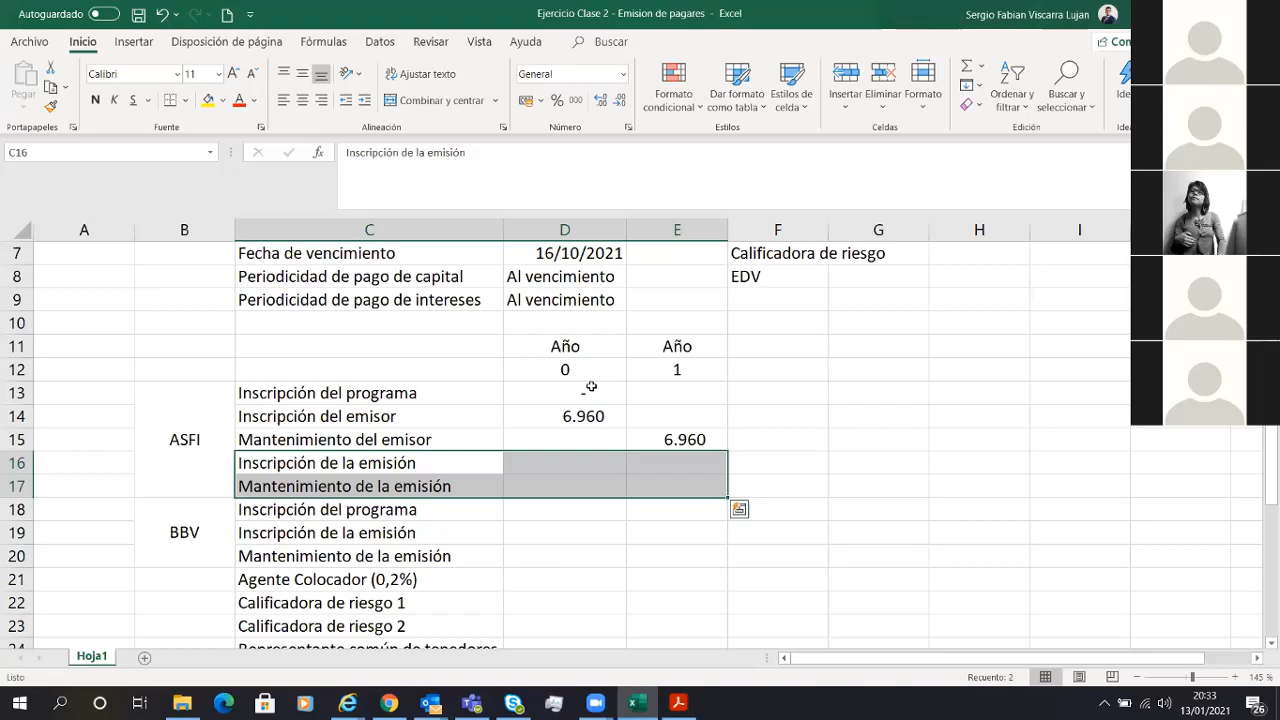 Autoguardado
Ejercicio Clase 2 - Emision de pagares - Excel
Sergio Fabian Viscarra Lujan
Archivo Inicio Insertar Disposición de página Fórmulas Datos Revisar Vista Ayuda Buscar
Pegar
Calibri 11
N K S
Ajustar texto
Combinar y centrar
General
% 000
Formato condicional
Dar formato como tabla
Estilos de celda
Insertar Eliminar Formato
Ordenar y filtrar
Buscar y seleccionar
Portapapeles Fuente Alineación Número Estilos Celdas Edición
C16 fx Inscripción de la emisión
A B C D E F G H I
7 Fecha de vencimiento 16/10/2021 Calificadora de riesgo
8 Periodicidad de pago de capital Al vencimiento EDV
9 Periodicidad de pago de intereses Al vencimiento
10
11 Año Año
12 0 1
13 Inscripción del programa -
14 Inscripción del emisor 6.960
15 ASFI Mantenimiento del emisor 6.960
16 Inscripción de la emisión
17 Mantenimiento de la emisión
18 Inscripción del programa
19 BBV Inscripción de la emisión
20 Mantenimiento de la emisión
21 Agente Colocador (0,2%)
22 Calificadora de riesgo 1
23 Calificadora de riesgo 2
Representante común de tenedores
Hoja1
Listo Recuento: 2 145 %
20:33
13/01/2021
26